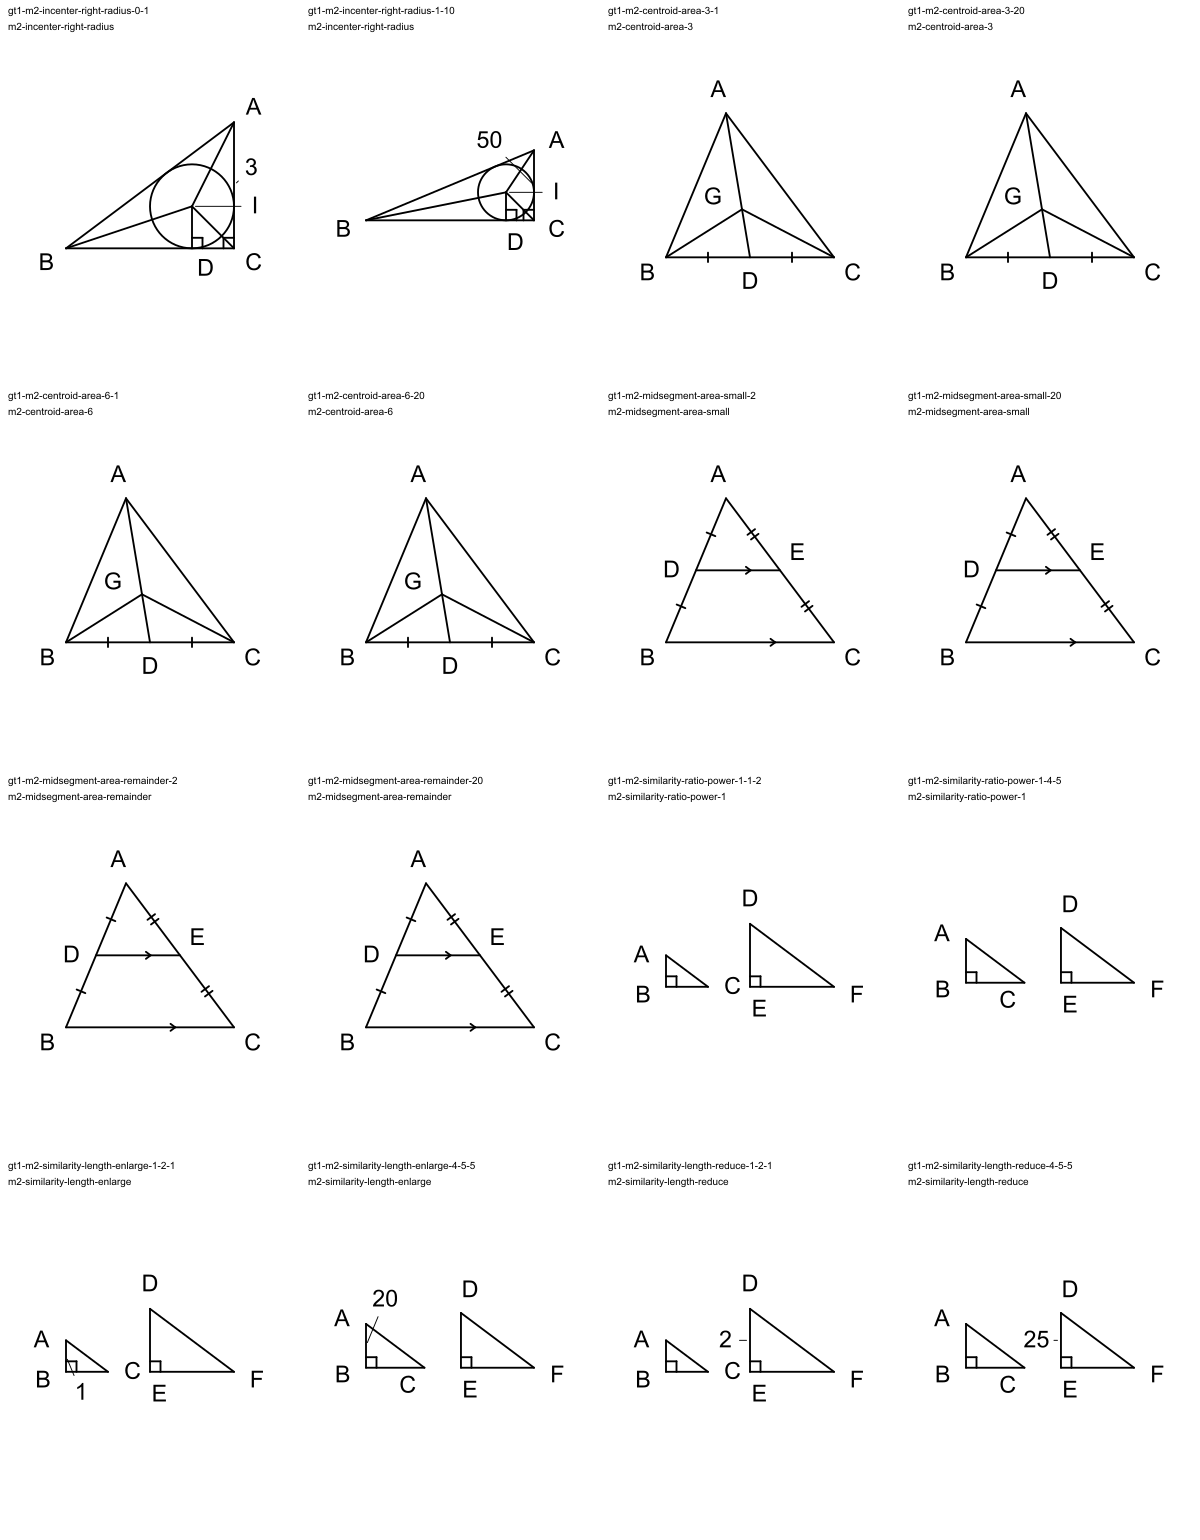 gt1-m2-incenter-right-radius-0-1
m2-incenter-right-radius
A
3
I
B
D
C
gt1-m2-incenter-right-radius-1-10
m2-incenter-right-radius
50
A
I
B
D
C
gt1-m2-centroid-area-3-1
m2-centroid-area-3
A
G
B
D
C
gt1-m2-centroid-area-3-20
m2-centroid-area-3
A
G
B
D
C
gt1-m2-centroid-area-6-1
m2-centroid-area-6
A
G
B
D
C
gt1-m2-centroid-area-6-20
m2-centroid-area-6
A
G
B
D
C
gt1-m2-midsegment-area-small-2
m2-midsegment-area-small
A
E
D
B
C
gt1-m2-midsegment-area-small-20
m2-midsegment-area-small
A
E
D
B
C
gt1-m2-midsegment-area-remainder-2
m2-midsegment-area-remainder
A
E
D
B
C
gt1-m2-midsegment-area-remainder-20
m2-midsegment-area-remainder
A
E
D
B
C
gt1-m2-similarity-ratio-power-1-1-2
m2-similarity-ratio-power-1
D
A
B
C
E
F
gt1-m2-similarity-ratio-power-1-4-5
m2-similarity-ratio-power-1
D
A
B
C
E
F
gt1-m2-similarity-length-enlarge-1-2-1
m2-similarity-length-enlarge
D
A
B
1
C
E
F
gt1-m2-similarity-length-enlarge-4-5-5
m2-similarity-length-enlarge
20
D
A
B
C
E
F
gt1-m2-similarity-length-reduce-1-2-1
m2-similarity-length-reduce
D
A
2
B
C
E
F
gt1-m2-similarity-length-reduce-4-5-5
m2-similarity-length-reduce
D
A
25
B
C
E
F